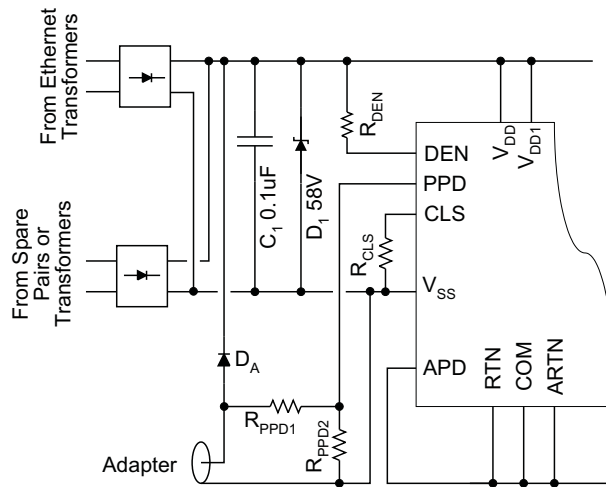 From Ethernet
Transformers
From Spare
Pairs or
Transformers
C1 0.1uF
D1 58V
RDEN
RCLS
DEN
PPD
CLS
VSS
APD
VDD
VDD1
RTN
COM
ARTN
DA
RPPD1
RPPD2
Adapter